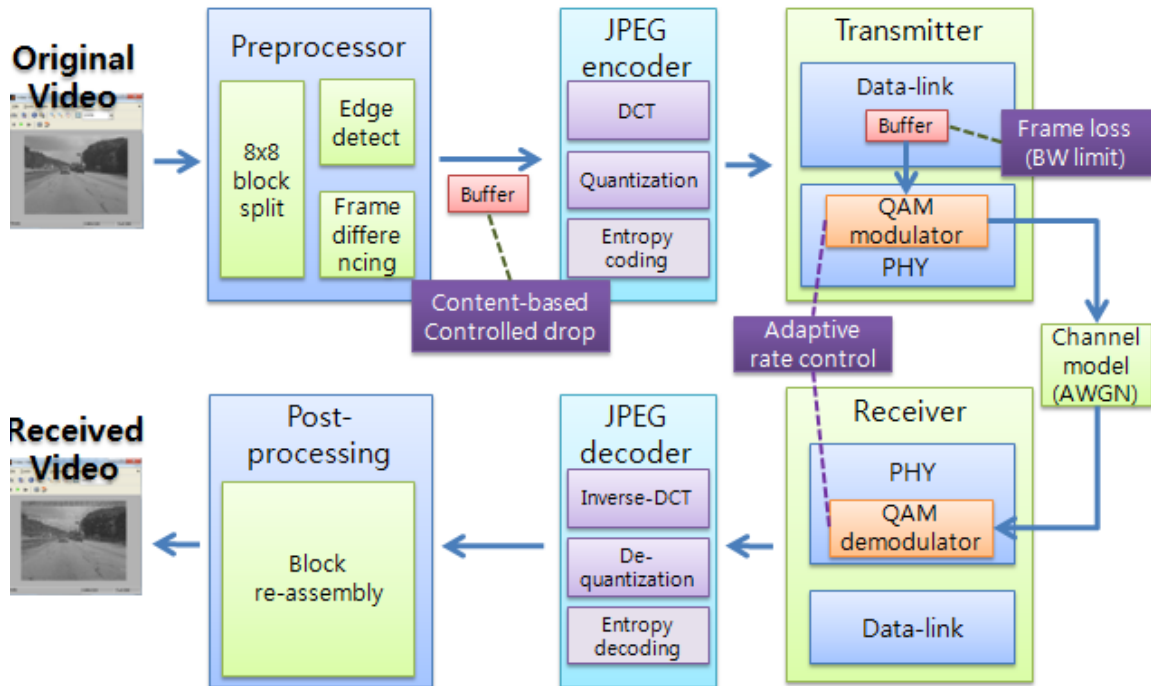 Original
Video
Preprocessor
8x8
block
split
Edge
detect
Frame
differe
ncing
Buffer
Content-based
Controlled drop
JPEG
encoder
DCT
Quantization
Entropy
coding
Transmitter
Data-link
Buffer
Frame loss
(BW limit)
QAM
modulator
PHY
Adaptive
rate control
Channel
model
(AWGN)
Received
Video
Post-
processing
Block
re-assembly
JPEG
decoder
Inverse-DCT
De-
quantization
Entropy
decoding
Receiver
PHY
QAM
demodulator
Data-link